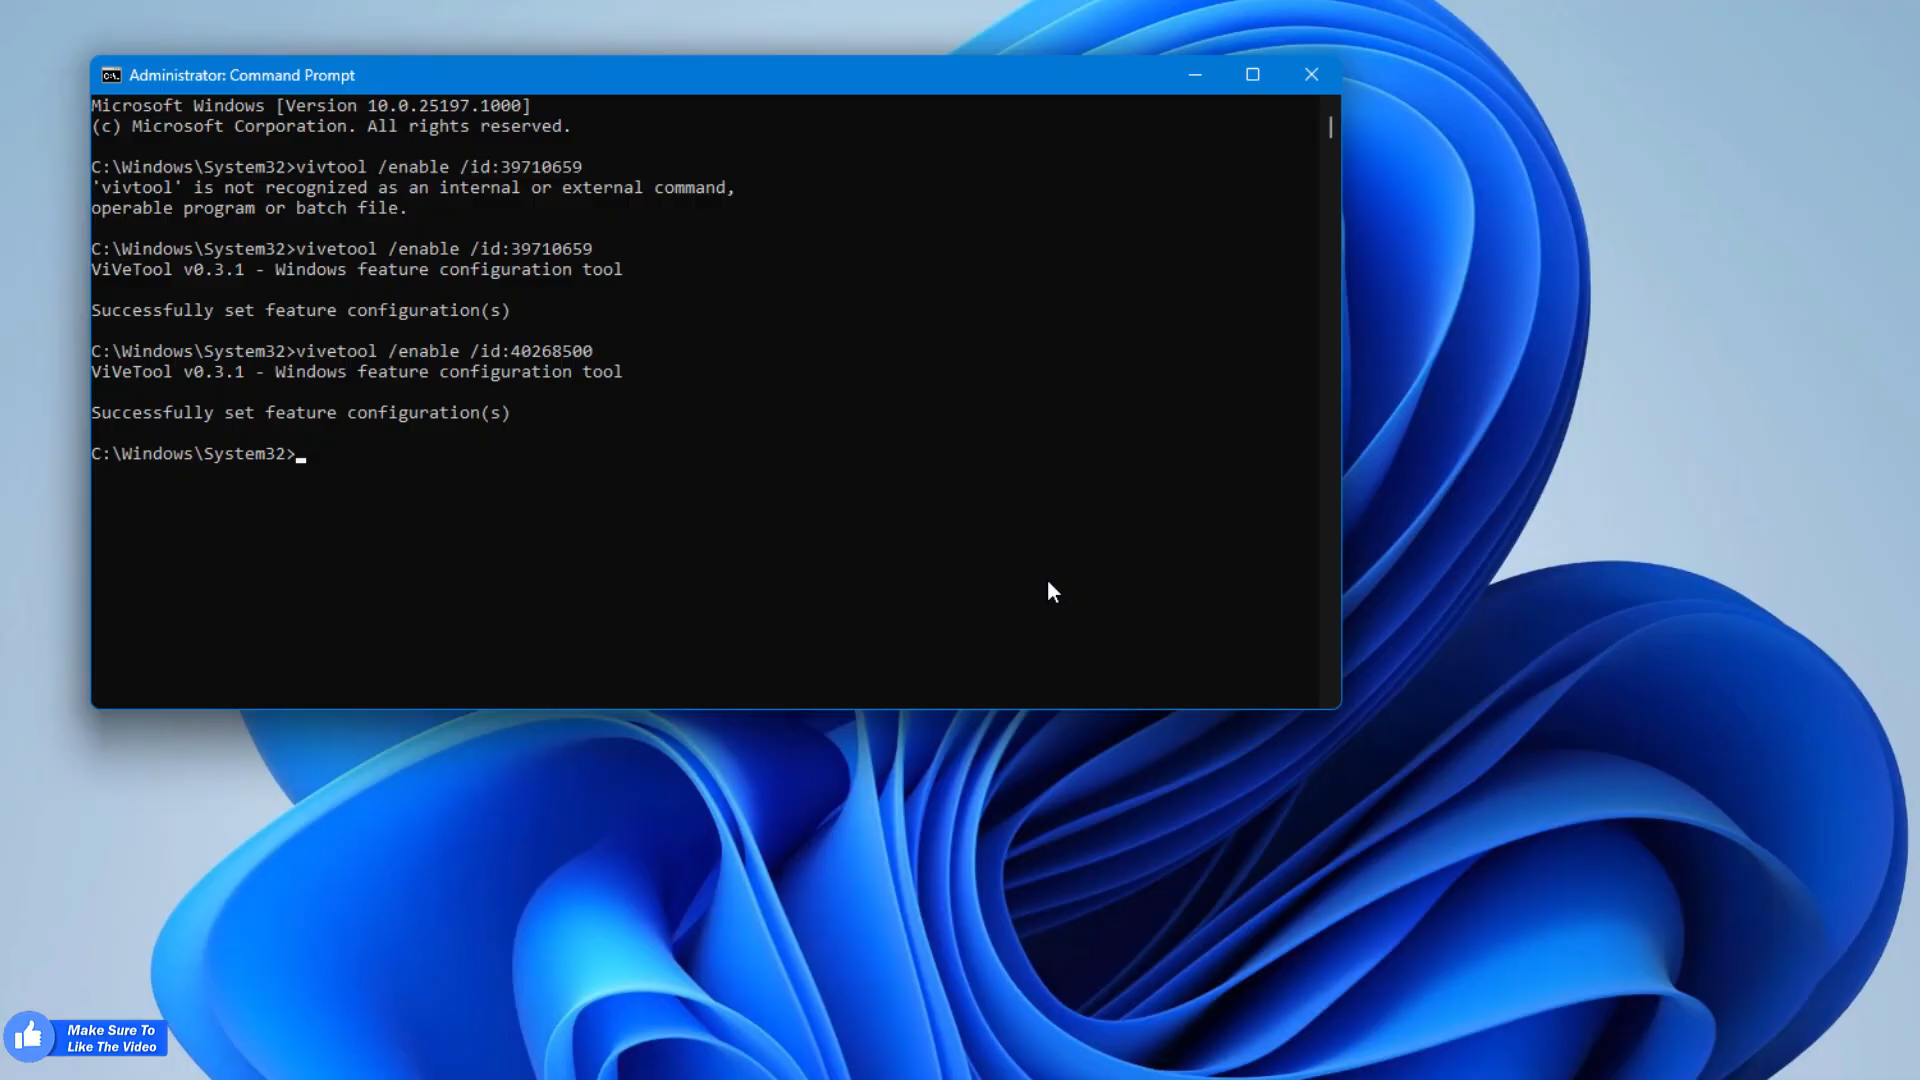 Administrator: Command Prompt
Microsoft Windows [Version 10.0.25197.1000]
(c) Microsoft Corporation. All rights reserved.
C:\Windows\System32>vivtool /enable /id:39710659
'vivtool' is not recognized as an internal or external command,
operable program or batch file.
C:\Windows\System32>vivetool /enable /id:39710659
ViVeTool v0.3.1 - Windows feature configuration tool
Successfully set feature configuration(s)
C:\Windows\System32>vivetool /enable /id:40268500
ViVeTool v0.3.1 - Windows feature configuration tool
Successfully set feature configuration(s)
C:\Windows\System32>
Make Sure To
Like The Video